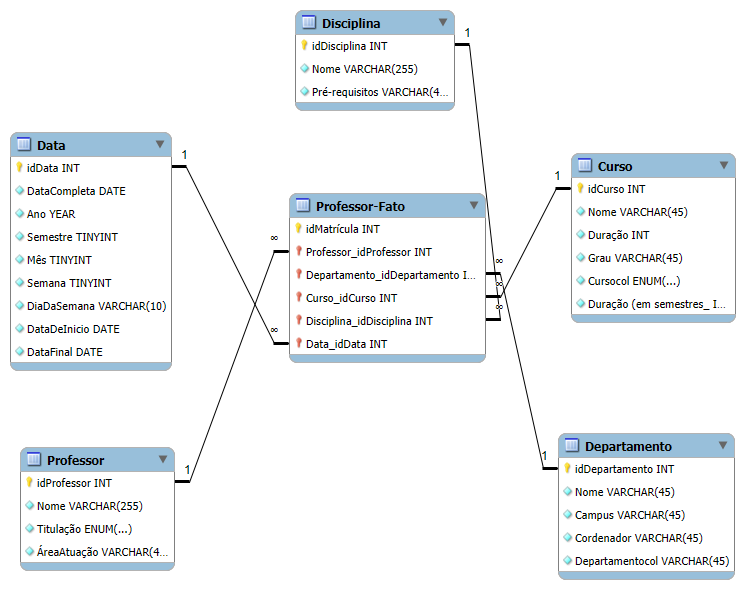 Disciplina
idDisciplina INT
Nome VARCHAR(255)
Pré-requisitos VARCHAR(4...
1
Data
idData INT
DataCompleta DATE
Ano YEAR
Semestre TINYINT
Mês TINYINT
Semana TINYINT
DiaDaSemana VARCHAR(10)
DataDeInicio DATE
DataFinal DATE
1
Professor-Fato
idMatrícula INT
Professor_idProfessor INT
Departamento_idDepartamento I...
Curso_idCurso INT
Disciplina_idDisciplina INT
Data_idData INT
∞
∞
∞
∞
∞
1
Curso
idCurso INT
Nome VARCHAR(45)
Duração INT
Grau VARCHAR(45)
Cursocol ENUM(...)
Duração (em semestres_ I...
Professor
idProfessor INT
Nome VARCHAR(255)
Titulação ENUM(...)
ÁreaAtuação VARCHAR(4...
1
1
Departamento
idDepartamento INT
Nome VARCHAR(45)
Campus VARCHAR(45)
Cordenador VARCHAR(45)
Departamentocol VARCHAR(45)